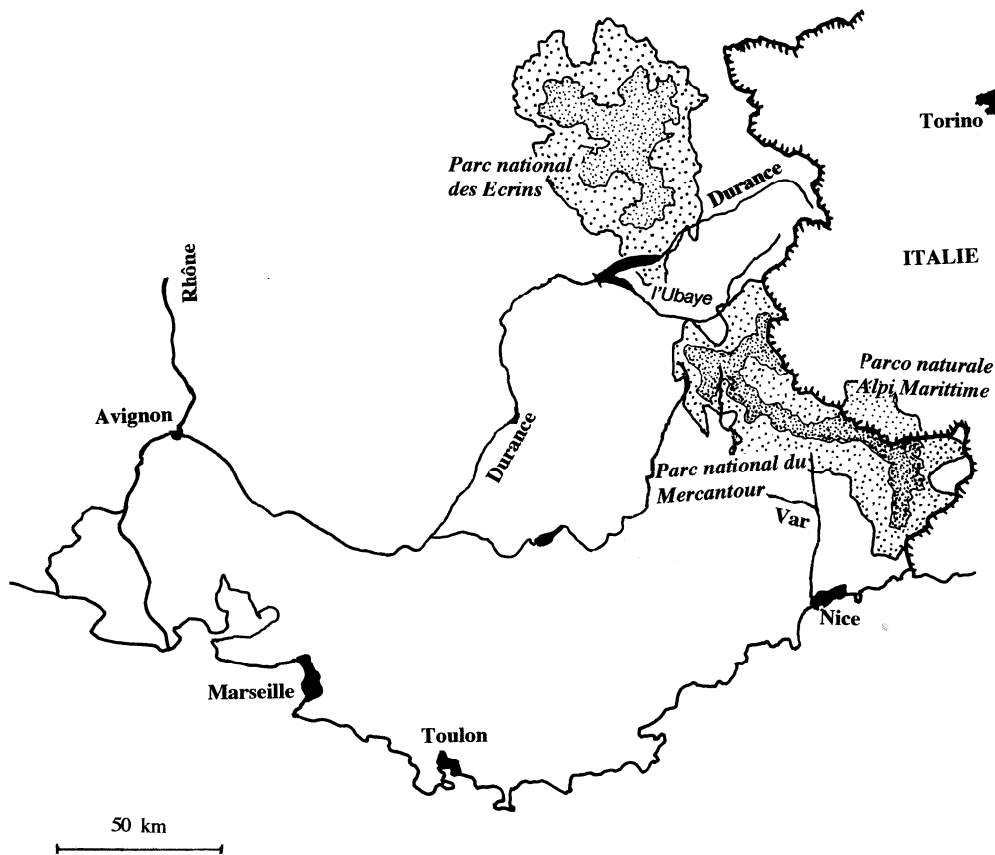 Torino
Parc national
des Ecrins
Durance
ITALIE
Rhône
l'Ubaye
Parco naturale
Alpi Marittime
Avignon
Durance
Parc national du
Mercantour
Var
Nice
Marseille
Toulon
50 km